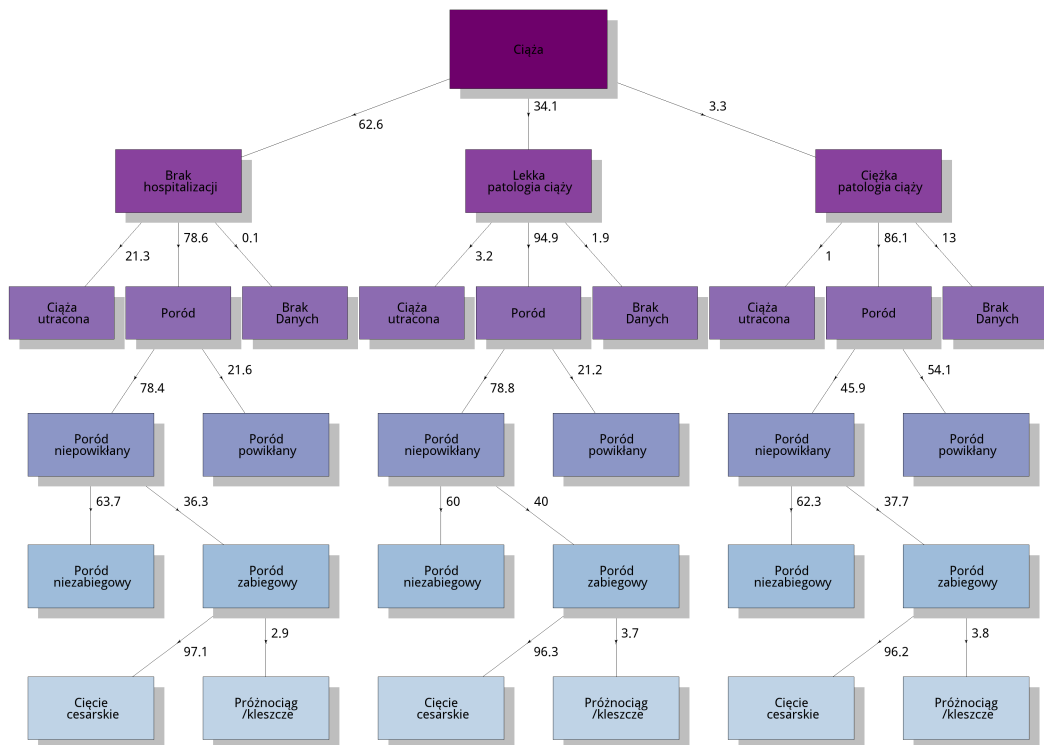 Ciąża
34.1
3.3
62.6
Brak
hospitalizacji
Lekka
patologia ciąży
Ciężka
patologia ciąży
21.3
78.6
0.1
3.2
94.9
1.9
1
86.1
13
Ciąża
utracona
Poród
Brak
Danych
Ciąża
utracona
Poród
Brak
Danych
Ciąża
utracona
Poród
Brak
Danych
78.4
21.6
78.8
21.2
45.9
54.1
Poród
niepowikłany
Poród
powikłany
Poród
niepowikłany
Poród
powikłany
Poród
niepowikłany
Poród
powikłany
63.7
36.3
60
40
62.3
37.7
Poród
niezabiegowy
Poród
zabiegowy
Poród
niezabiegowy
Poród
zabiegowy
Poród
niezabiegowy
Poród
zabiegowy
97.1
2.9
96.3
3.7
96.2
3.8
Cięcie
cesarskie
Próżnociąg
/kleszcze
Cięcie
cesarskie
Próżnociąg
/kleszcze
Cięcie
cesarskie
Próżnociąg
/kleszcze